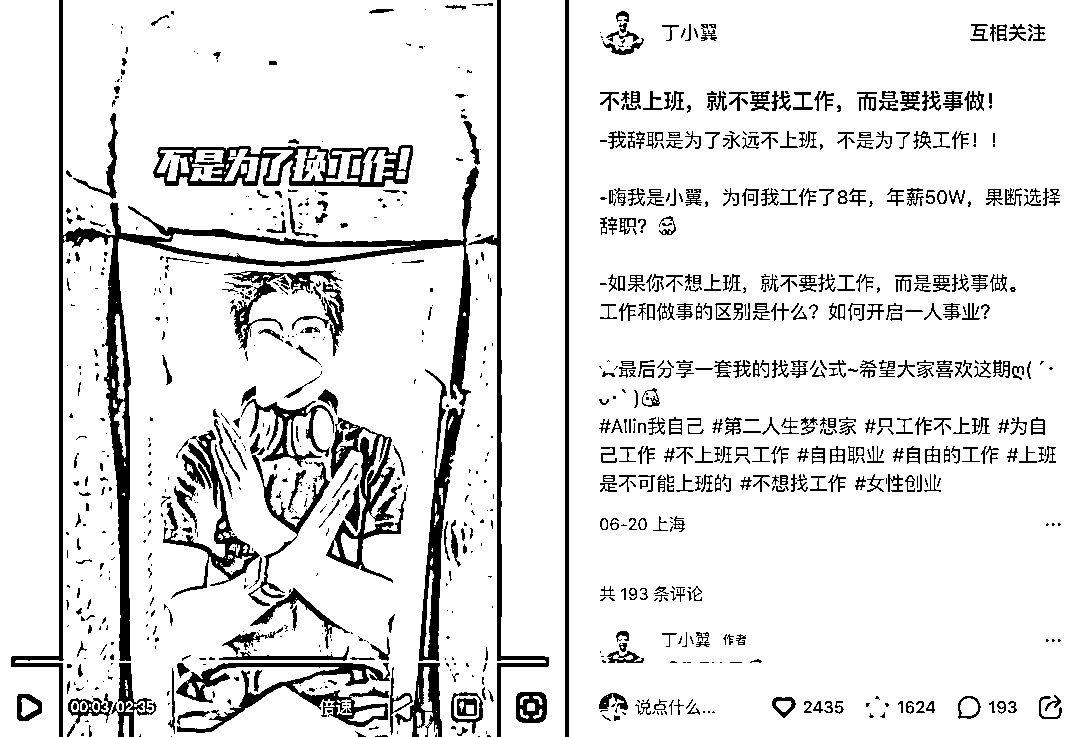 不是为了换工作!
00:03/02:35
倍速
丁小翼
互相关注
不想上班，就不要找工作，而是要找事做！
-我辞职是为了永远不上班，不是为了换工作！！
-嗨我是小翼，为何我工作了8年，年薪50W，果断选择
辞职？
-如果你不想上班，就不要找工作，而是要找事做。
工作和做事的区别是什么？如何开启一人事业？
☆最后分享一套我的找事公式~希望大家喜欢这期ღ( ´･
ᴗ･` )
#Allin我自己 #第二人生梦想家 #只工作不上班 #为自
己工作 #不上班只工作 #自由职业 #自由的工作 #上班
是不可能上班的 #不想找工作 #女性创业
06-20 上海
共 193 条评论
丁小翼 作者
说点什么...
2435
1624
193